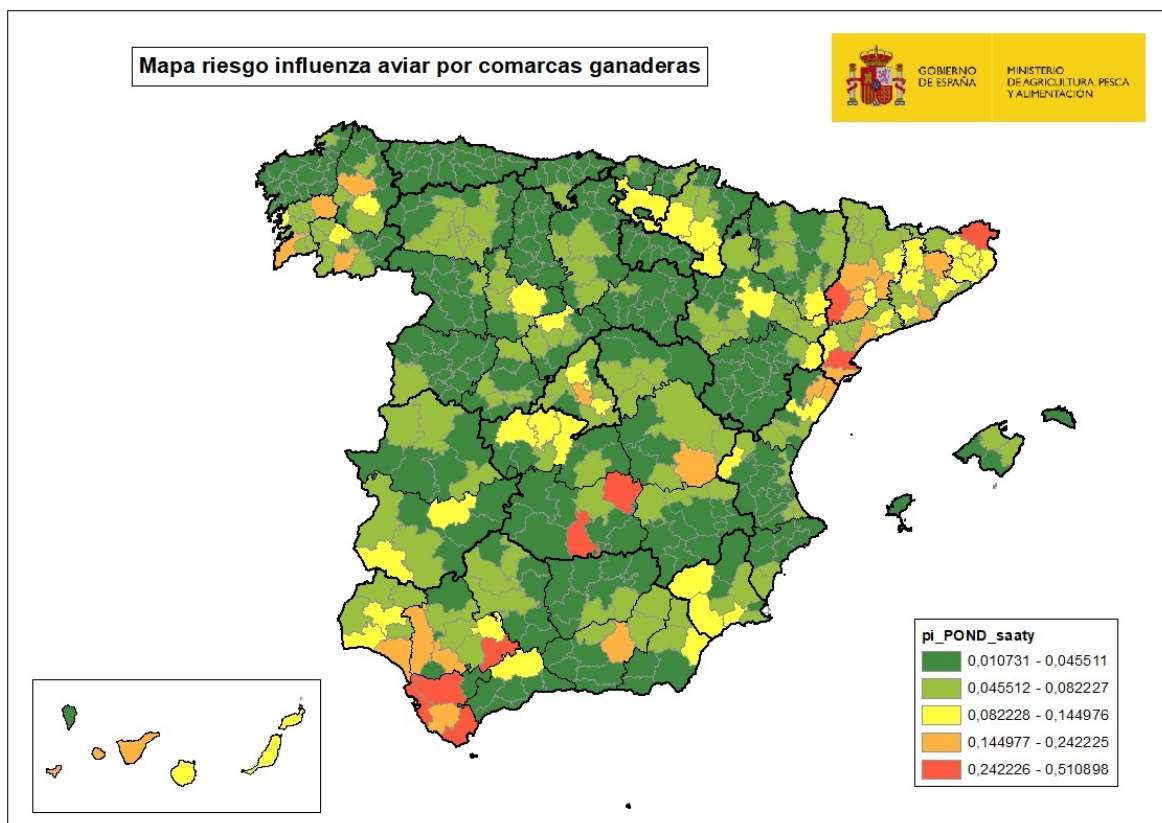 Mapa riesgo influenza aviar por comarcas ganaderas
GOBIERNO
DE ESPAÑA
MINISTERIO
DE AGRICULTURA, PESCA
Y ALIMENTACIÓN
pi_POND_saaty
0,010731 - 0,045511
0,045512 - 0,082227
0,082228 - 0,144976
0,144977 - 0,242225
0,242226 - 0,510898